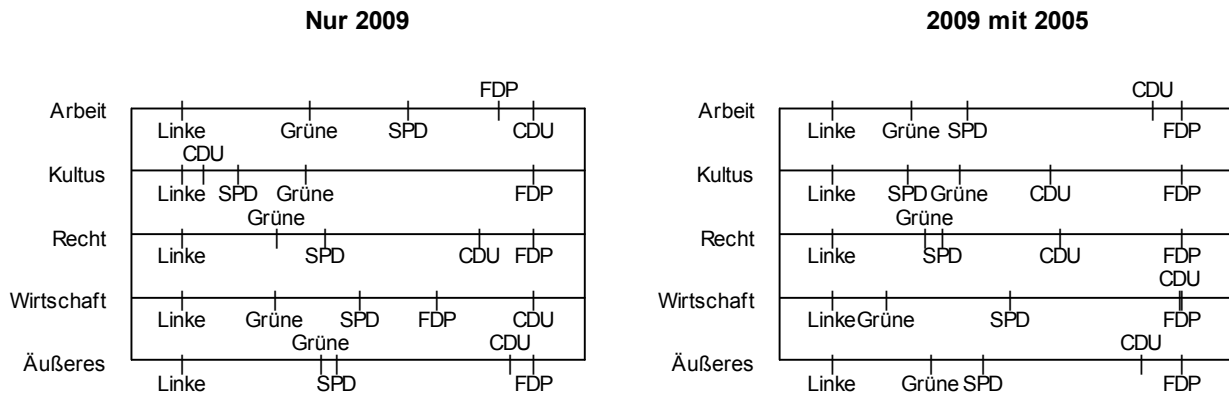 Nur 2009
2009 mit 2005
FDP
Arbeit
Linke Grüne SPD CDU
CDU
Kultus
Linke SPD Grüne FDP
Grüne
Recht
Linke SPD CDU FDP
Wirtschaft
Linke Grüne SPD FDP CDU
Grüne CDU
Äußeres
Linke SPD FDP
CDU
Arbeit
Linke Grüne SPD FDP
Kultus
Linke SPD Grüne CDU FDP
Grüne
Recht
Linke SPD CDU FDP
CDU
Wirtschaft
Linke Grüne SPD FDP
CDU
Äußeres
Linke Grüne SPD FDP